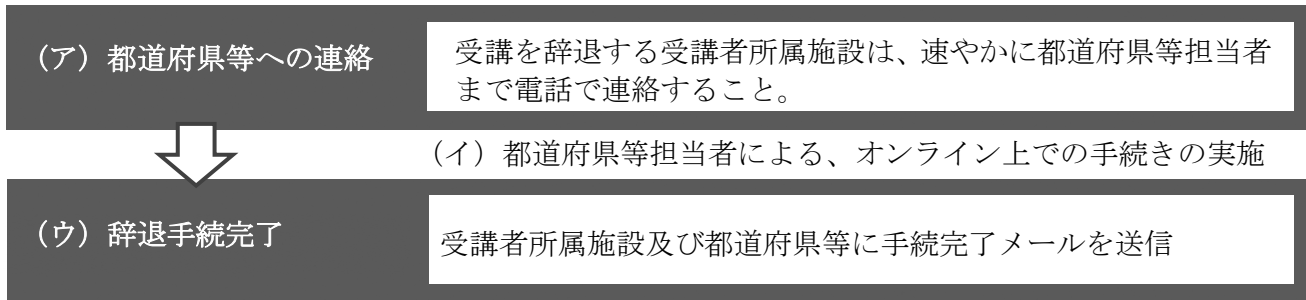 （ア）都道府県等への連絡
受講を辞退する受講者所属施設は、速やかに都道府県等担当者
まで電話で連絡すること。
（イ）都道府県等担当者による、オンライン上での手続きの実施
（ウ）辞退手続完了
受講者所属施設及び都道府県等に手続完了メールを送信